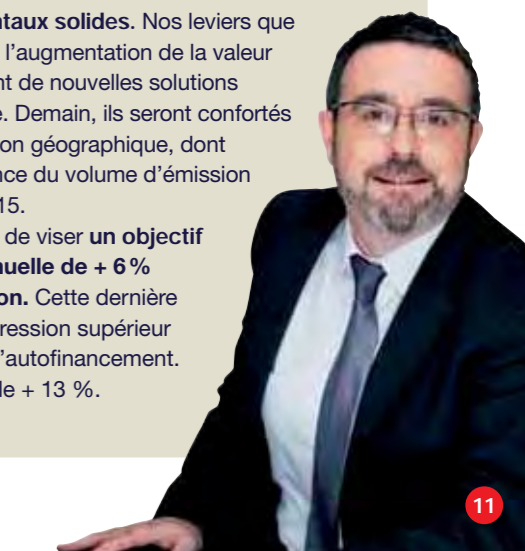 ntaux solides. Nos leviers que
l'augmentation de la valeur
nt de nouvelles solutions
e. Demain, ils seront confortés
on géographique, dont
nce du volume d'émission
15.
de viser un objectif
nuelle de + 6 %
on. Cette dernière
ression supérieur
l'autofinancement.
de + 13 %.
11